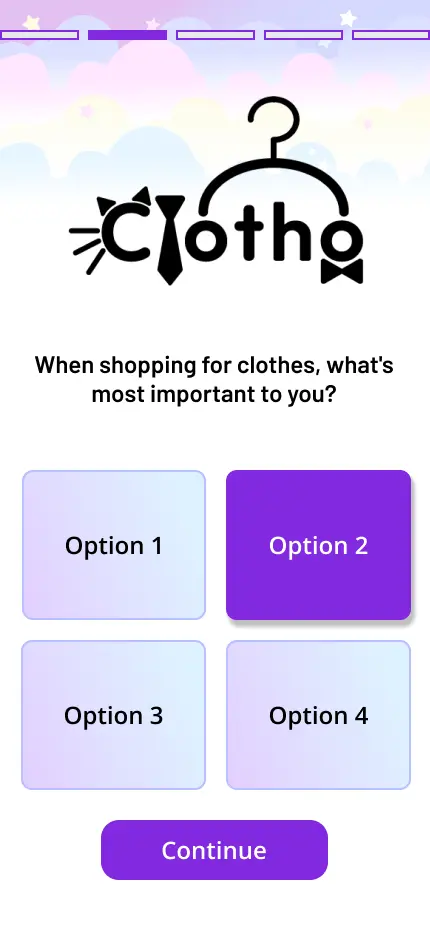 Clotho
When shopping for clothes, what's
most important to you?
Option 1
Option 2
Option 3
Option 4
Continue